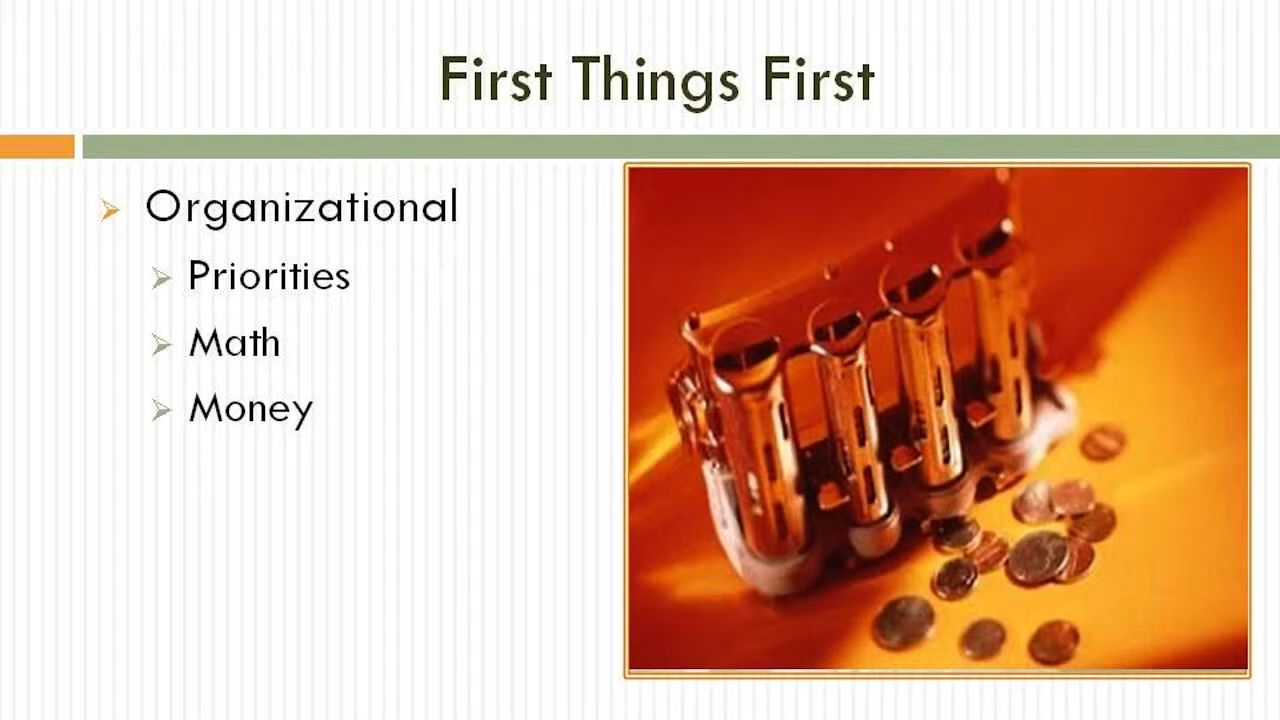 First Things First
Organizational
Priorities
Math
Money